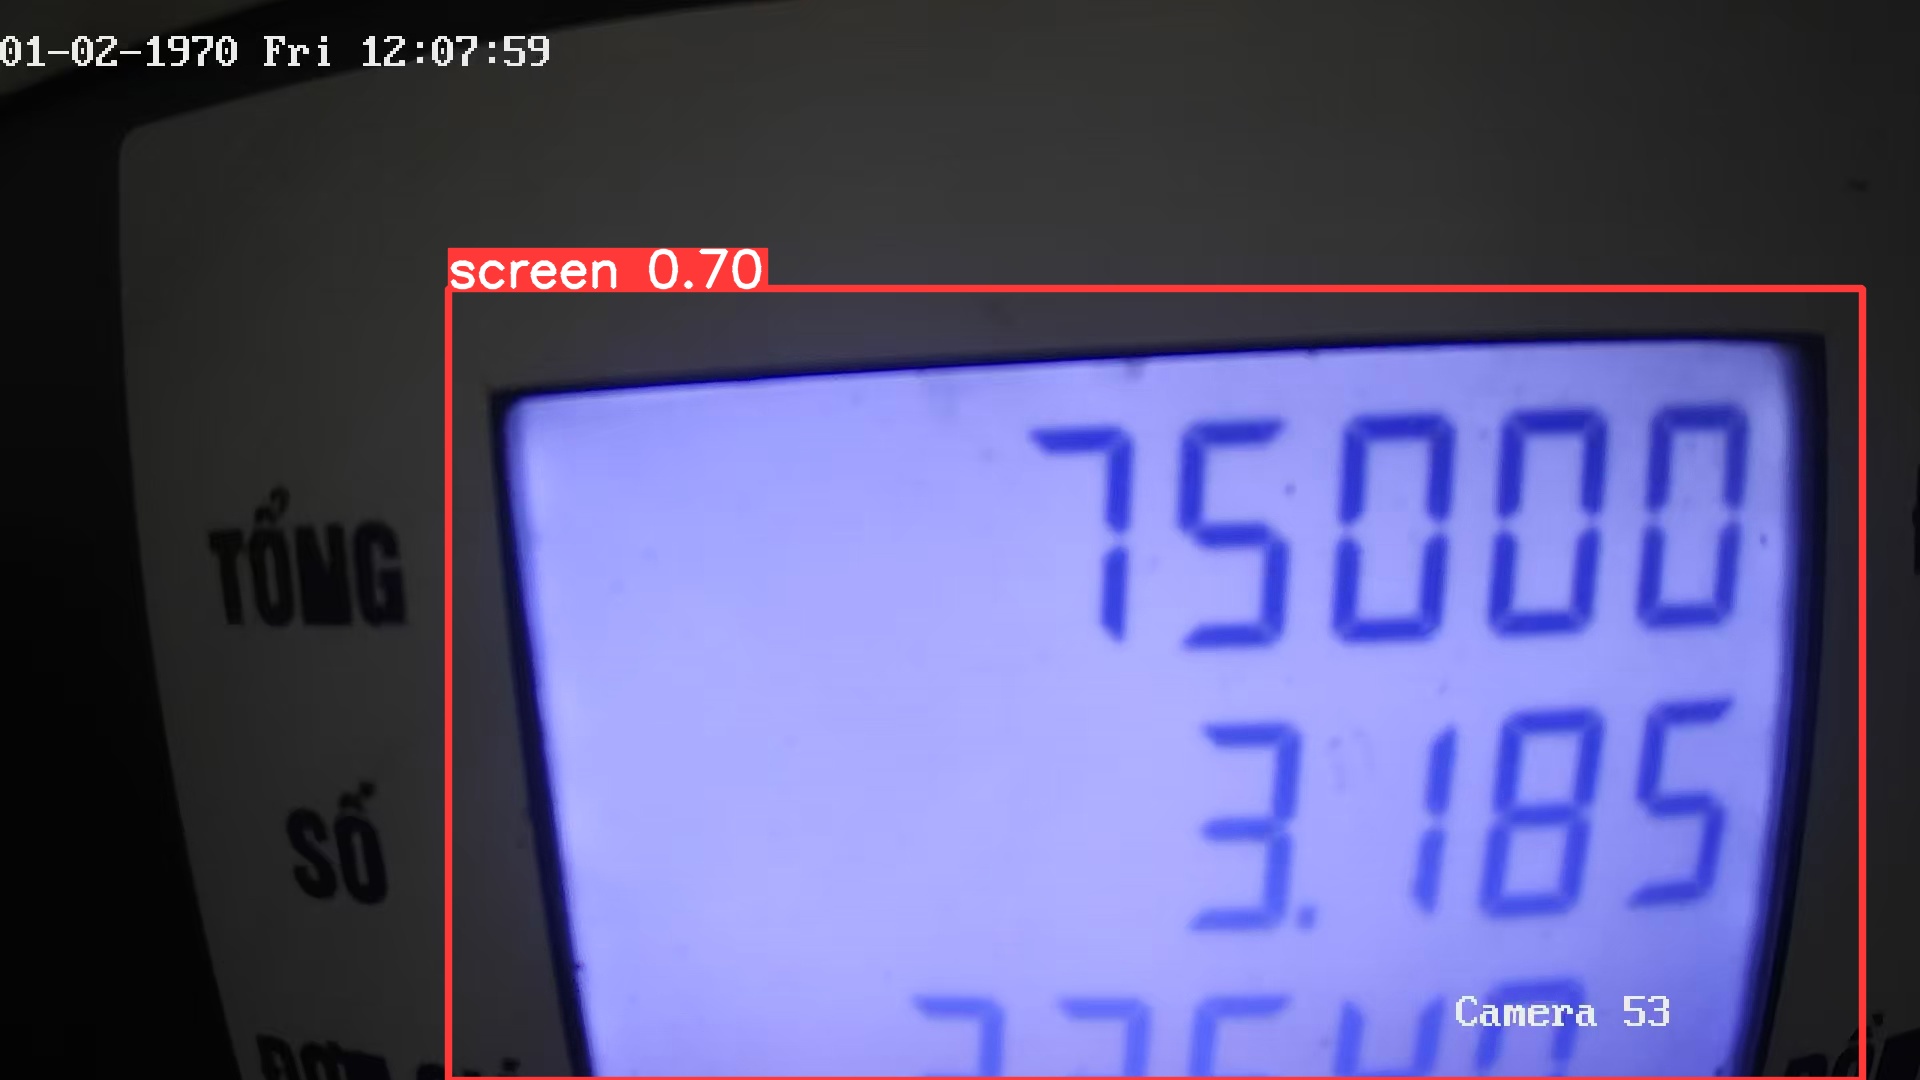 01-02-1970 Fri 12:07:59
screen 0.70
TỔNG 75000
SỐ 3.185
Camera 53